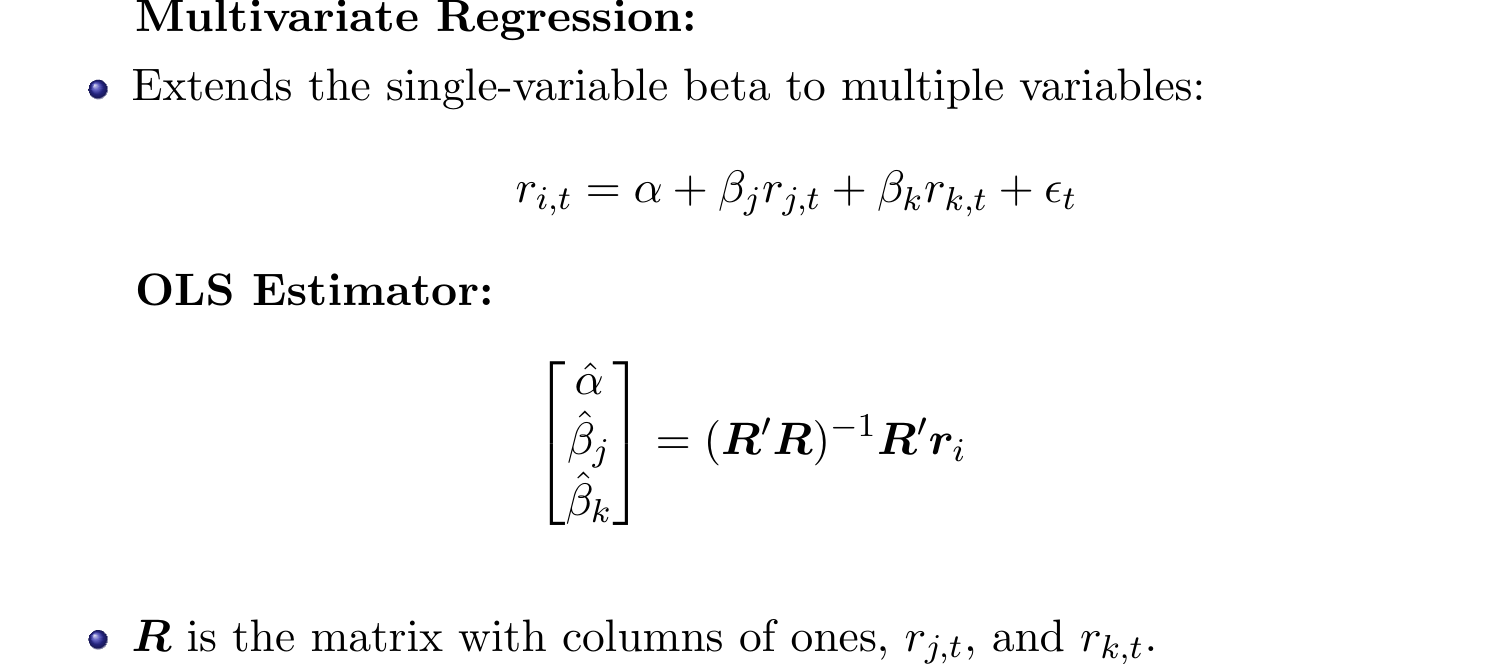 Multivariate Regression:
Extends the single-variable beta to multiple variables:
r_{i,t} = α + β_j r_{j,t} + β_k r_{k,t} + ϵ_t
OLS Estimator:
[α̂ β̂_j β̂_k] = (R′R)^{−1}R′r_i
R is the matrix with columns of ones, r_{j,t}, and r_{k,t}.